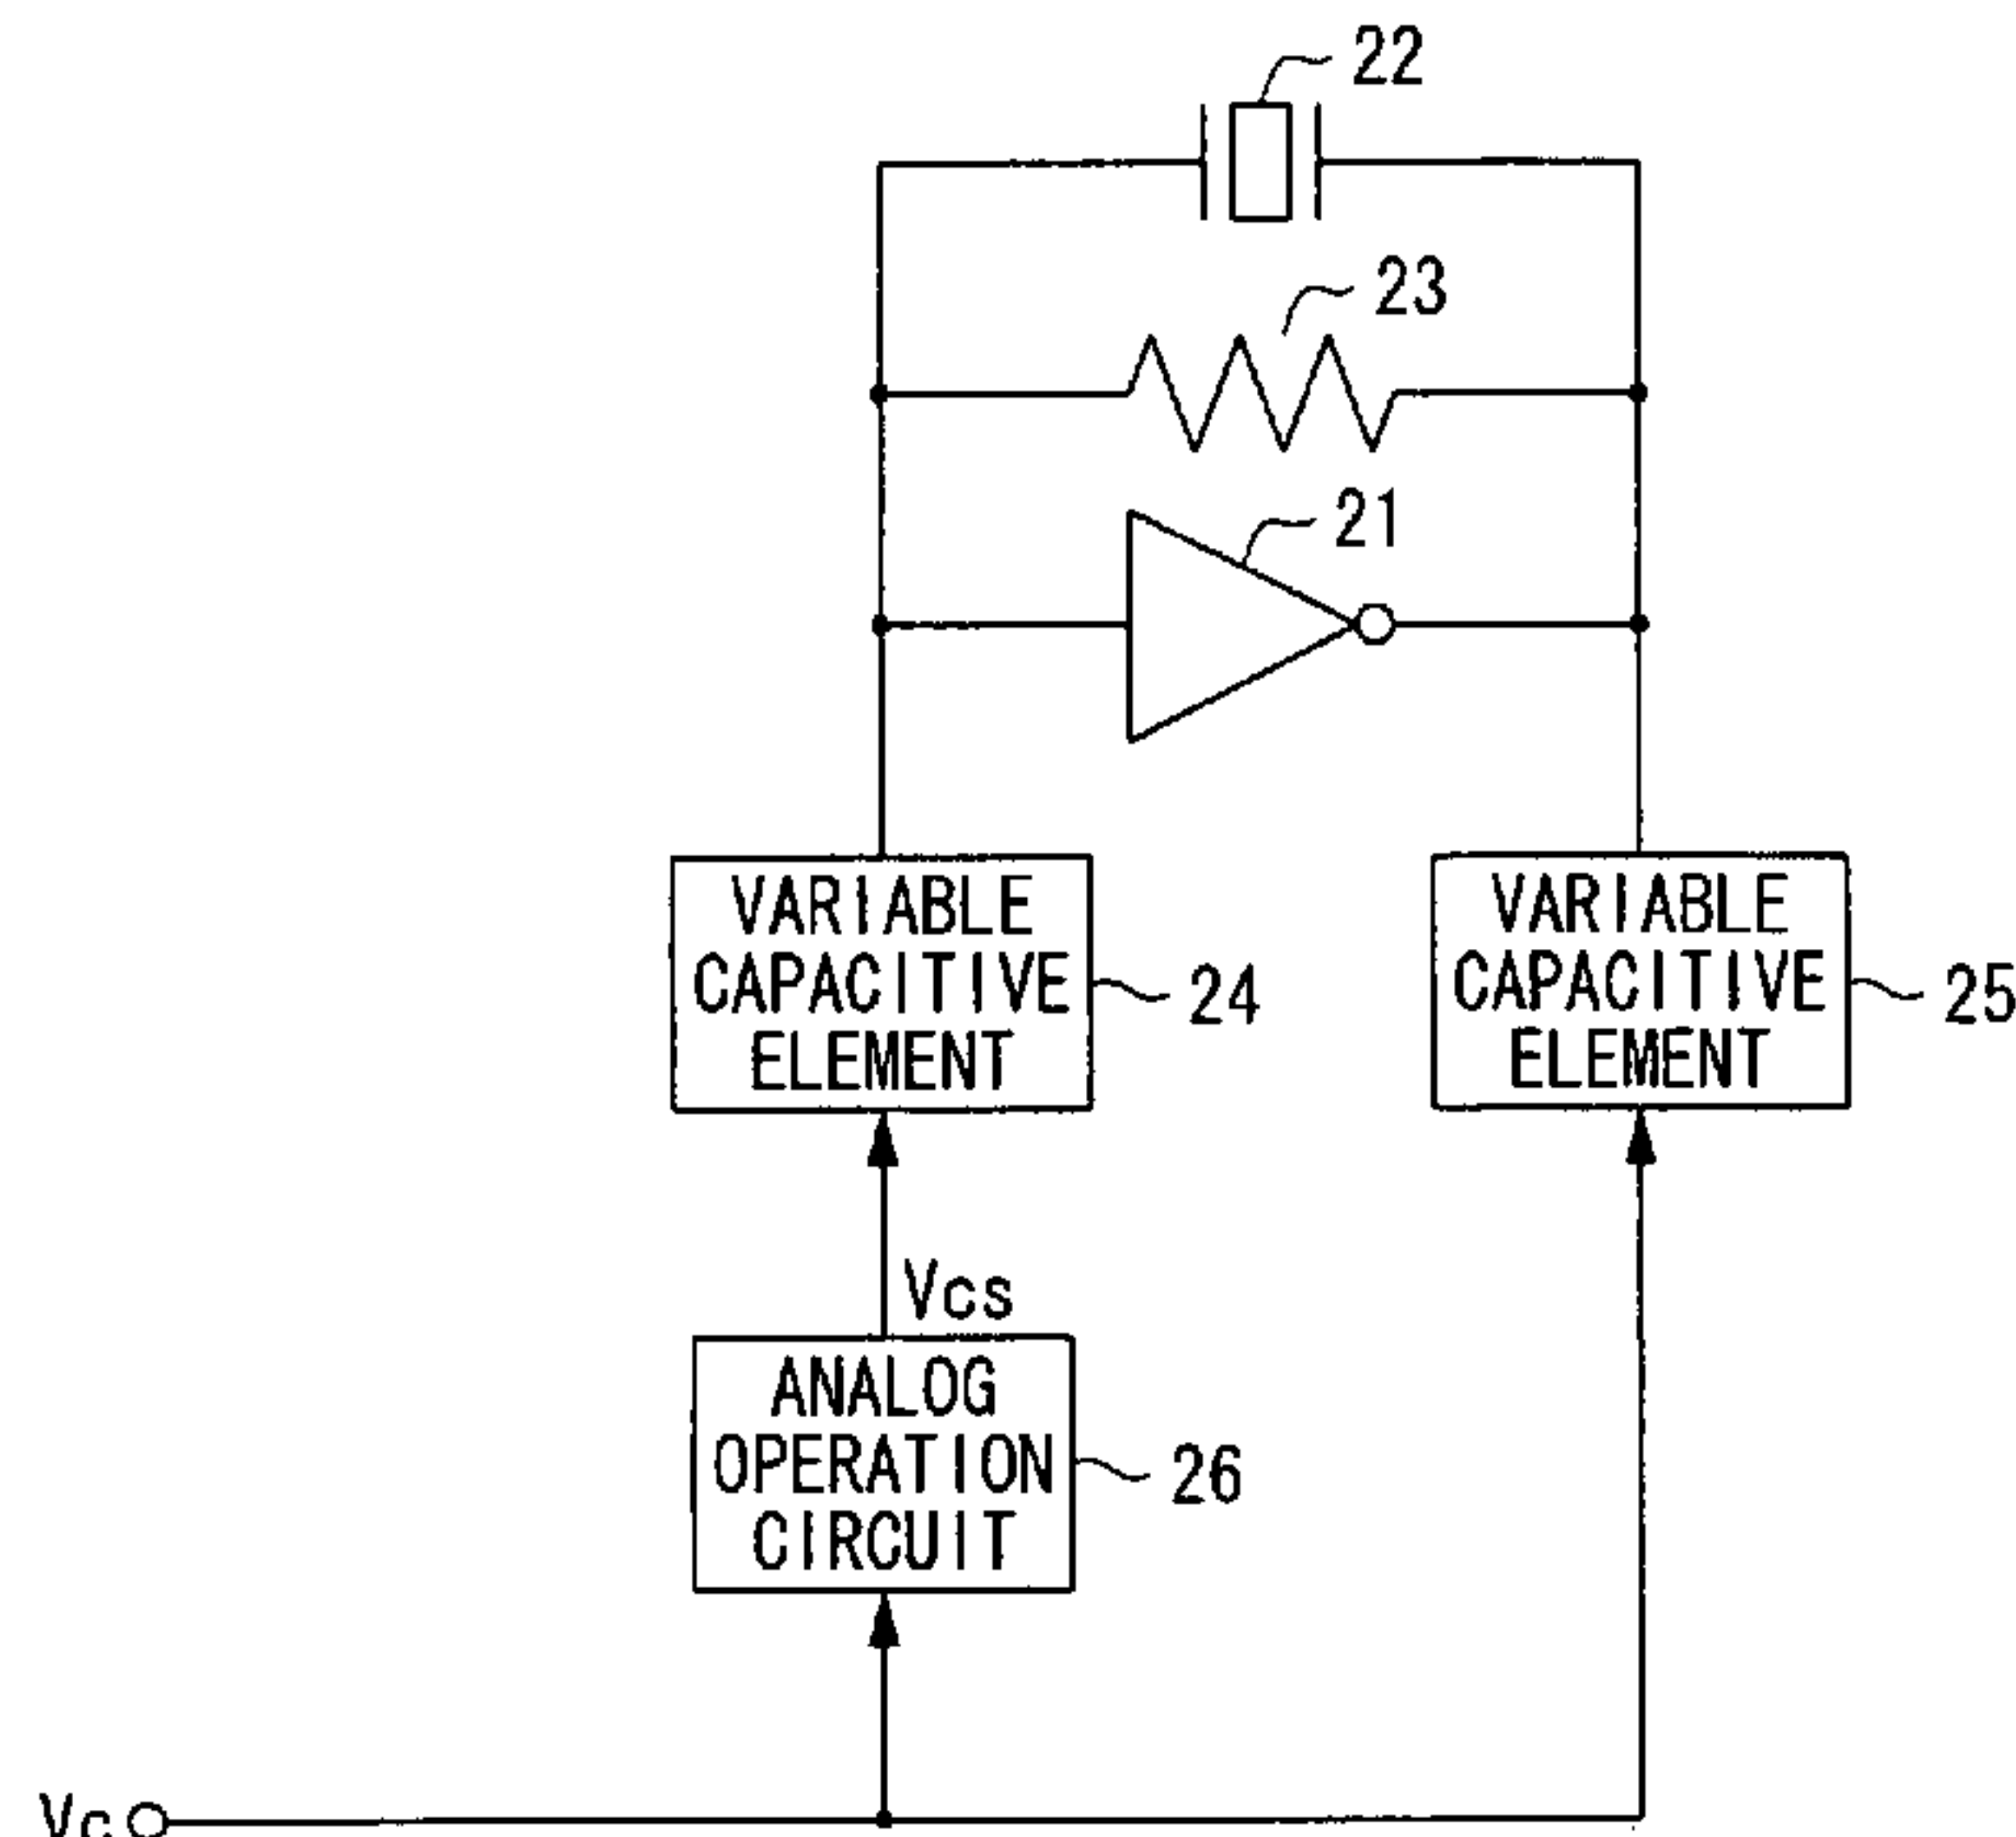 22
23
21
VARIABLE
CAPACITIVE
ELEMENT
24
VARIABLE
CAPACITIVE
ELEMENT
25
Vcs
ANALOG
OPERATION
CIRCUIT
26
Vc